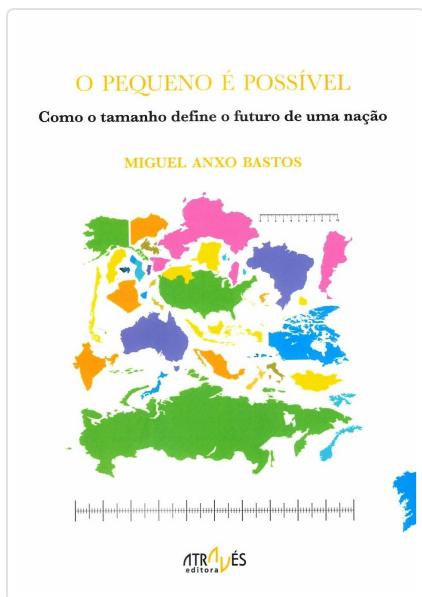 O PEQUENO É POSSÍVEL
Como o tamanho define o futuro de uma nação
MIGUEL ANXO BASTOS
ATRAVÉS
editora